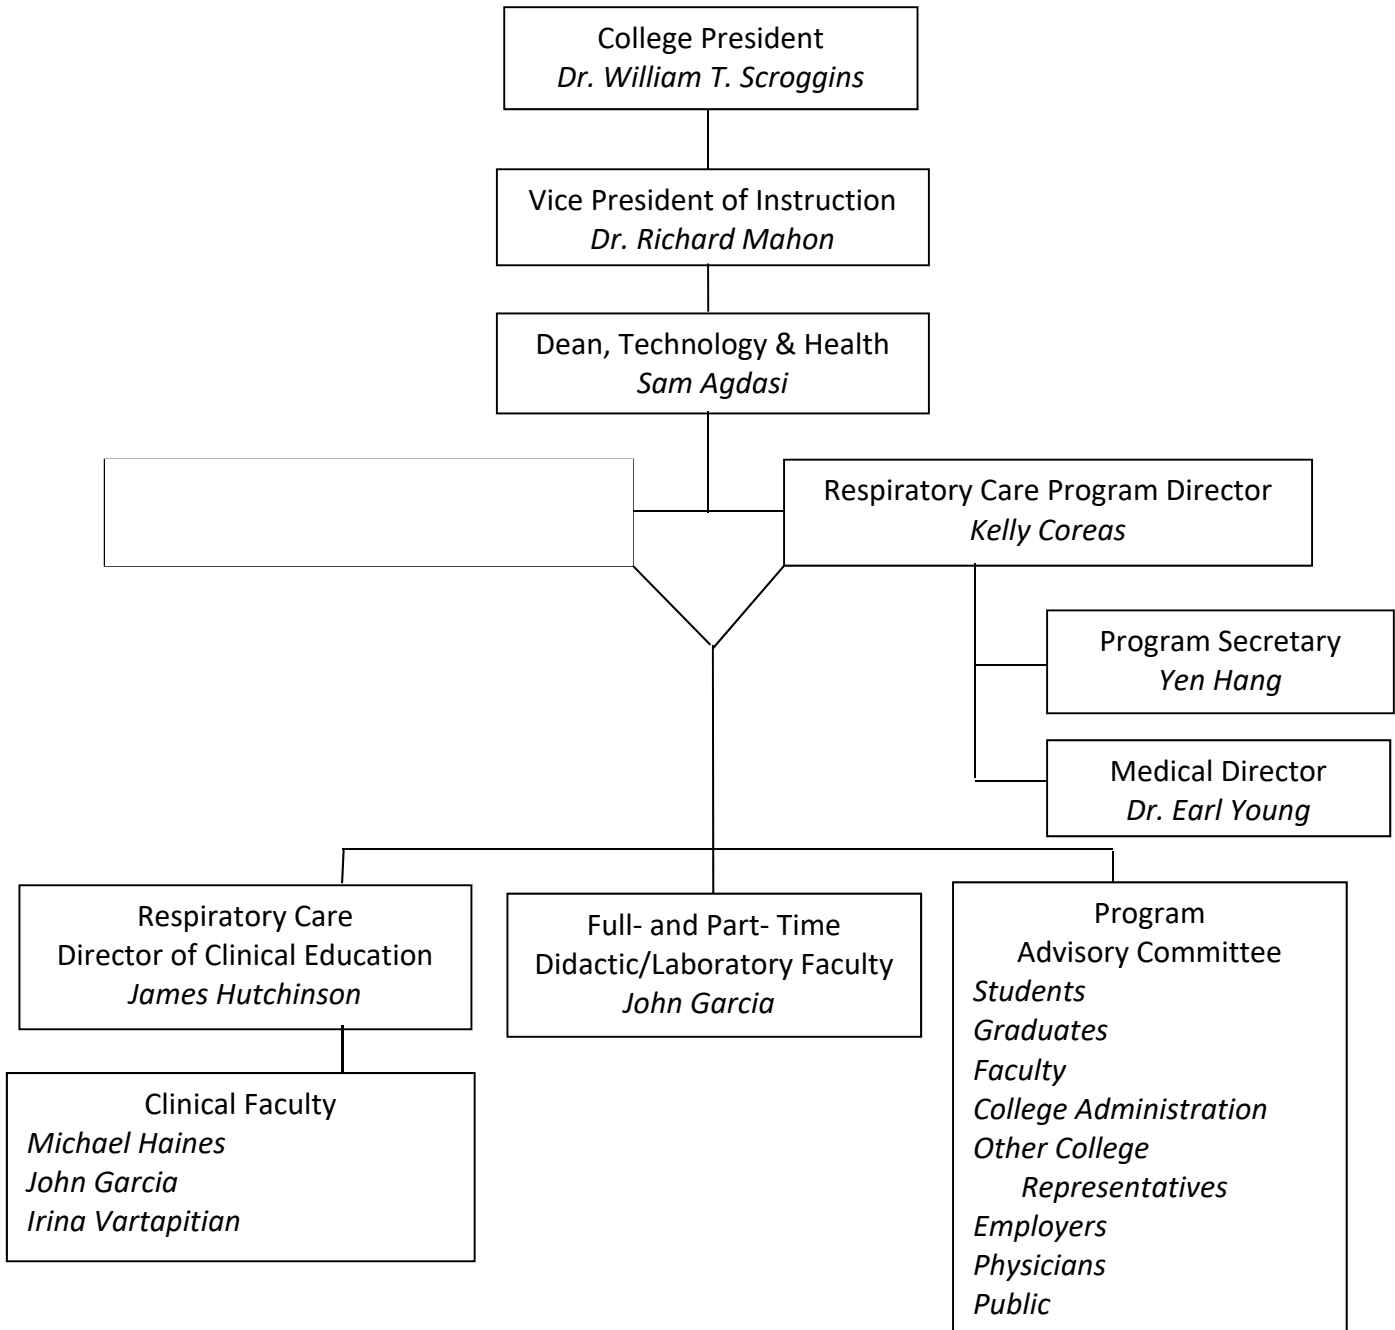 College President
Dr. William T. Scroggins
Vice President of Instruction
Dr. Richard Mahon
Dean, Technology & Health
Sam Agdasi
Respiratory Care Program Director
Kelly Coreas
Program Secretary
Yen Hang
Medical Director
Dr. Earl Young
Respiratory Care
Director of Clinical Education
James Hutchinson
Clinical Faculty
Michael Haines
John Garcia
Irina Vartapitian
Full- and Part- Time
Didactic/Laboratory Faculty
John Garcia
Program
Advisory Committee
Students
Graduates
Faculty
College Administration
Other College
Representatives
Employers
Physicians
Public